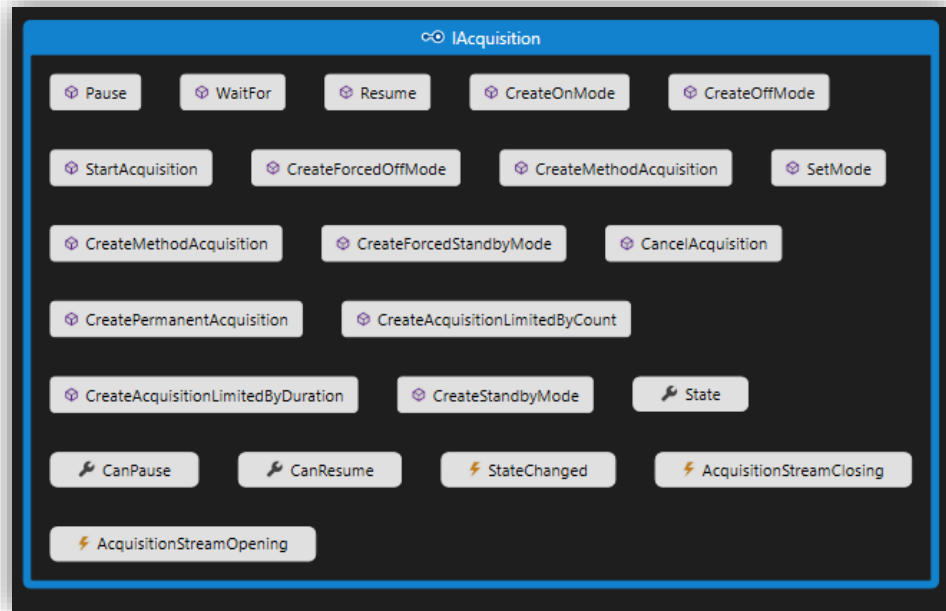 IAcquisition
Pause WaitFor Resume CreateOnMode CreateOffMode
StartAcquisition CreateForcedOffMode CreateMethodAcquisition SetMode
CreateMethodAcquisition CreateForcedStandbyMode CancelAcquisition
CreatePermanentAcquisition CreateAcquisitionLimitedByCount
CreateAcquisitionLimitedByDuration CreateStandbyMode State
CanPause CanResume StateChanged AcquisitionStreamClosing
AcquisitionStreamOpening